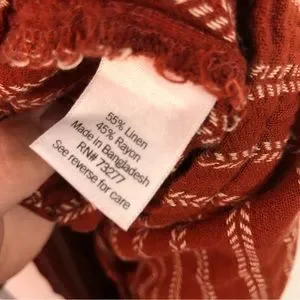 55% Linen
45% Rayon
Made in Bangladesh
RN# 73277
See reverse for care